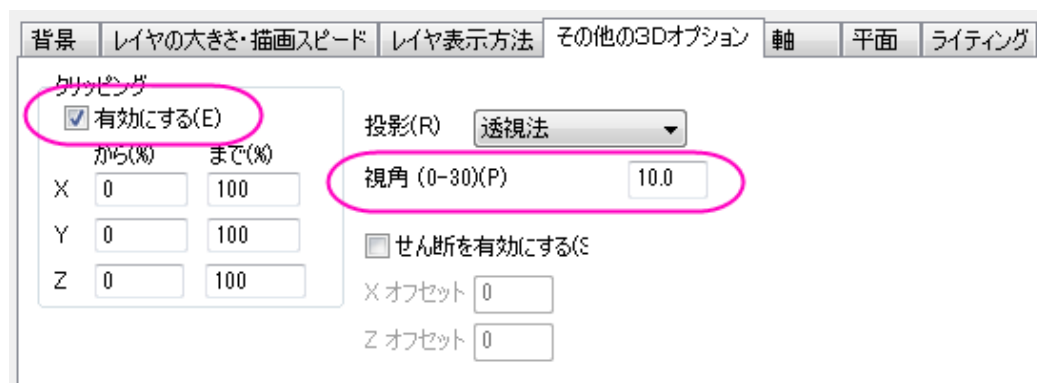 背景 レイヤの大きさ・描画スピード レイヤ表示方法 その他の3Dオプション 軸 平面 ライティング
クリッピング
有効にする(E)
から(%) まで(%)
X 0 100
Y 0 100
Z 0 100
投影(R) 透視法
視角 (0-30)(P) 10.0
せん断を有効にする(S
X オフセット 0
Z オフセット 0